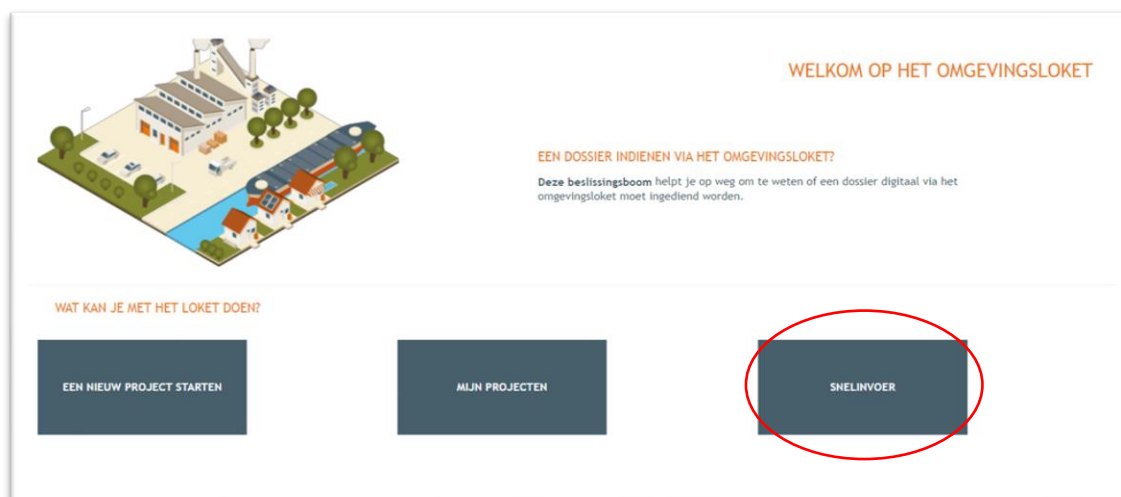 WELKOM OP HET OMGEVINGSLOKET
EEN DOSSIER INDIENEN VIA HET OMGEVINGSLOKET?
Deze beslissingsboom helpt je op weg om te weten of een dossier digitaal via het
omgevingsloket moet ingediend worden.
WAT KAN JE MET HET LOKET DOEN?
EEN NIEUW PROJECT STARTEN
MIJN PROJECTEN
SNELINVOER